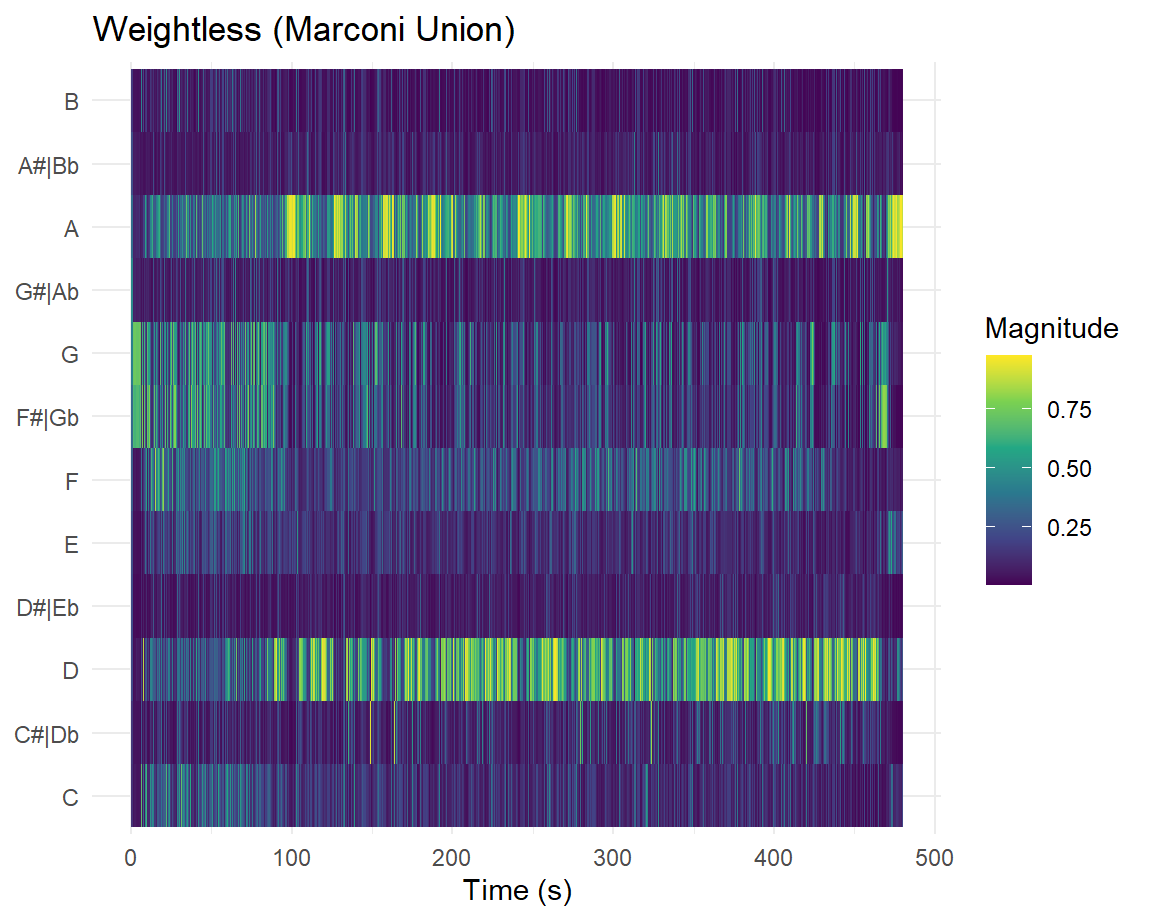 Weightless (Marconi Union)
B
A#|Bb
A
G#|Ab
G
F#|Gb
F
E
D#|Eb
D
C#|Db
C
0 100 200 300 400 500
Time (s)
Magnitude
0.75
0.50
0.25